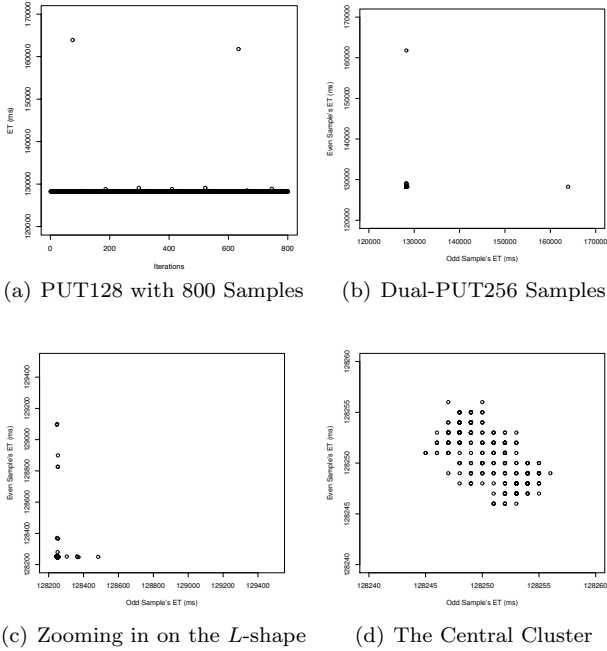 ET (ms)
120000 130000 140000 150000 160000 170000
0 200 400 600 800
Iterations
(a) PUT128 with 800 Samples
Even Sample's ET (ms)
120000 130000 140000 150000 160000 170000
120000 130000 140000 150000 160000 170000
Odd Sample's ET (ms)
(b) Dual-PUT256 Samples
Even Sample's ET (ms)
128200 128400 128600 128800 129000 129200 129400
128200 128400 128600 128800 129000 129200 129400
Odd Sample's ET (ms)
(c) Zooming in on the L-shape
Even Sample's ET (ms)
128240 128245 128250 128255 128260
128240 128245 128250 128255 128260
Odd Sample's ET (ms)
(d) The Central Cluster